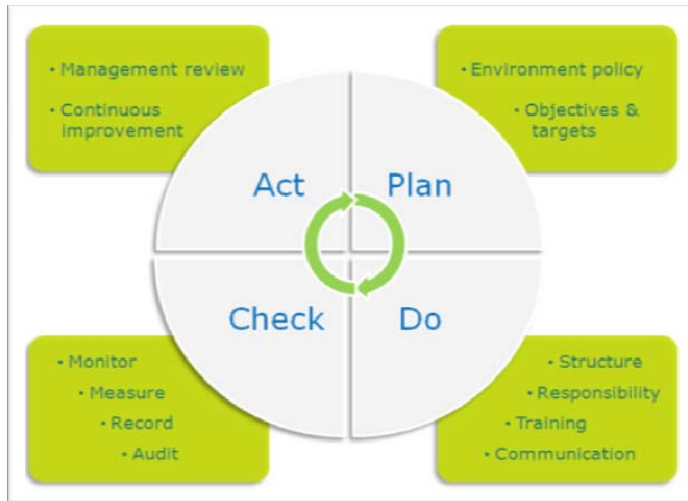 • Management review
• Continuous
improvement
• Environment policy
• Objectives &
targets
Act
Plan
Check
Do
• Monitor
• Measure
• Record
• Audit
• Structure
• Responsibility
• Training
• Communication